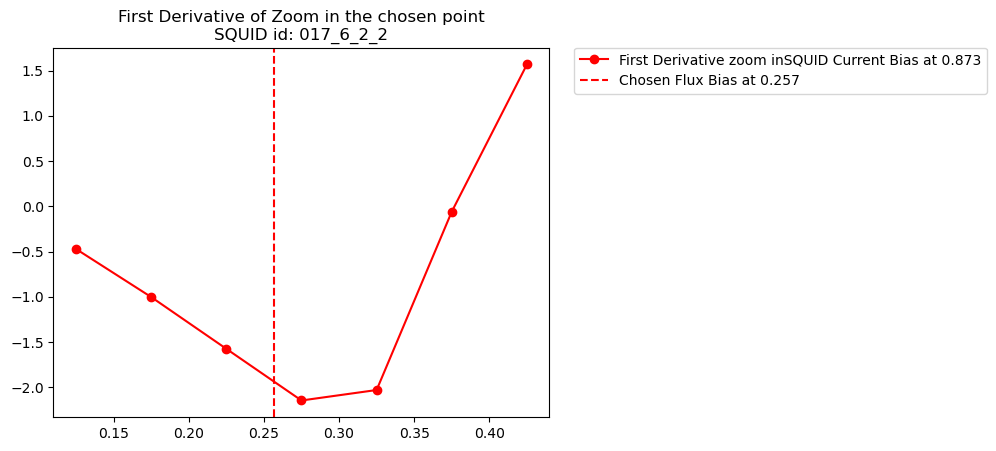 First Derivative of Zoom in the chosen point
SQUID id: 017_6_2_2
1.5
1.0
0.5
0.0
−0.5
−1.0
−1.5
−2.0
0.15 0.20 0.25 0.30 0.35 0.40
First Derivative zoom inSQUID Current Bias at 0.873
Chosen Flux Bias at 0.257